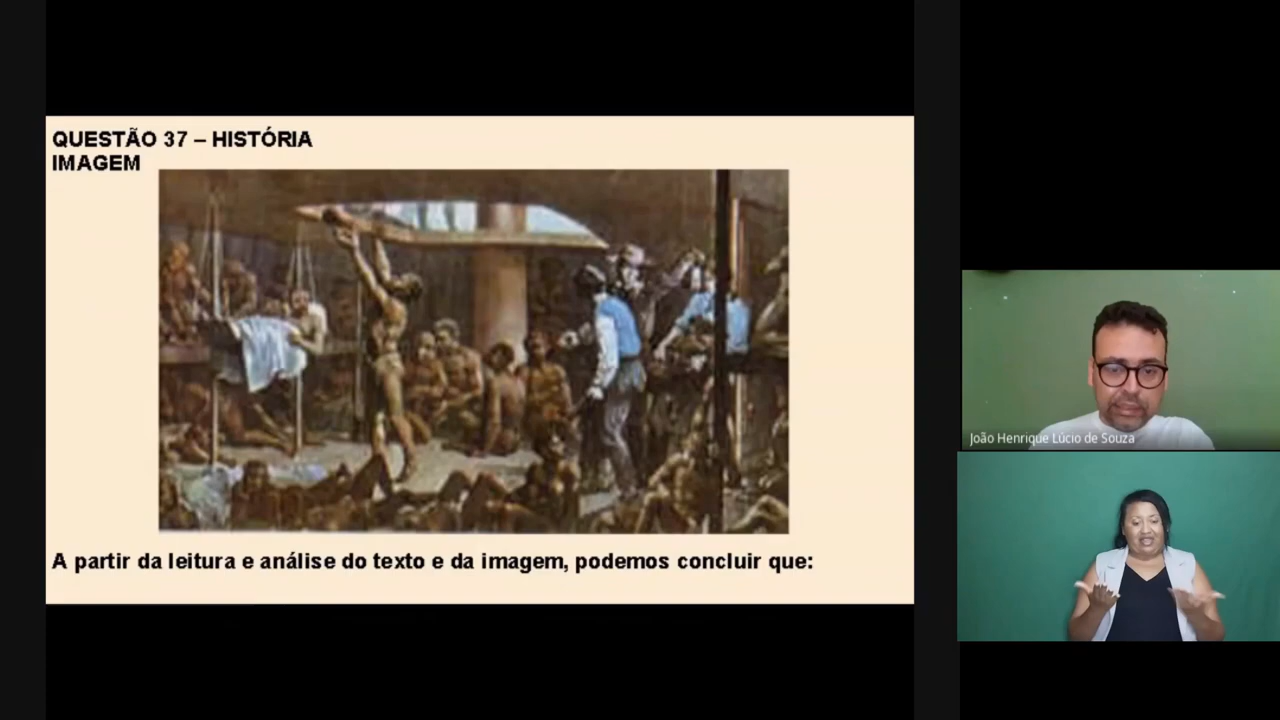 QUESTÃO 37 – HISTÓRIA
IMAGEM
A partir da leitura e análise do texto e da imagem, podemos concluir que:
João Henrique Lúcio de Souza